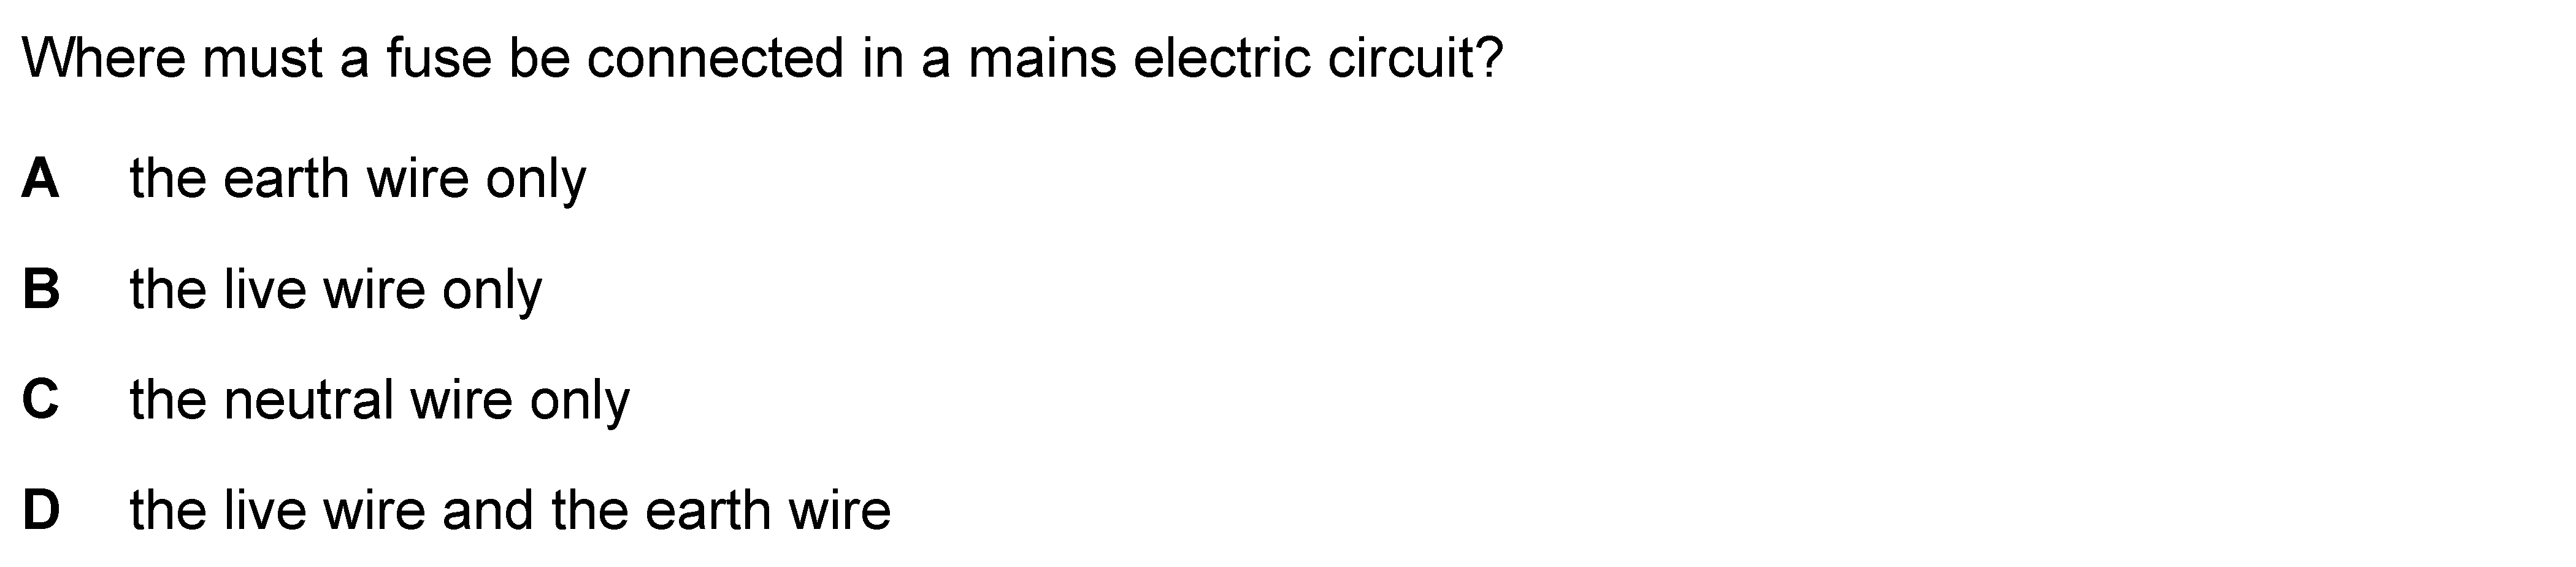 Where must a fuse be connected in a mains electric circuit?
A the earth wire only
B the live wire only
C the neutral wire only
D the live wire and the earth wire